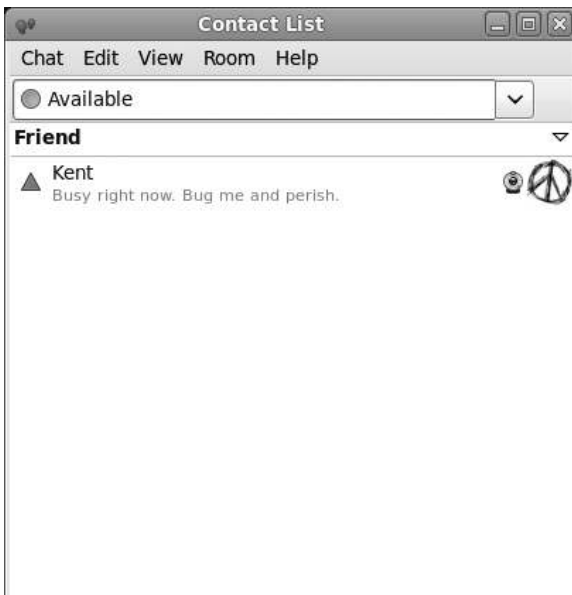 Contact List
Chat Edit View Room Help
Available
Friend
Kent
Busy right now. Bug me and perish.